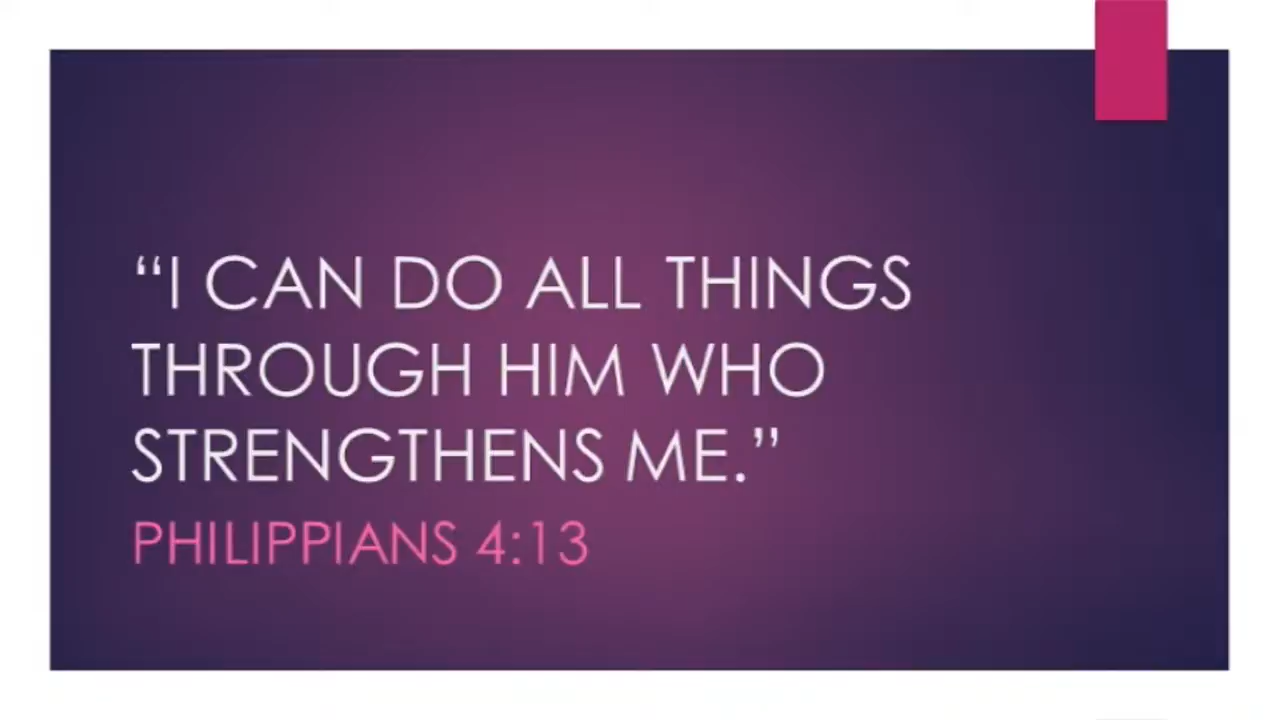 “I CAN DO ALL THINGS
THROUGH HIM WHO
STRENGTHENS ME.”
PHILIPPIANS 4:13